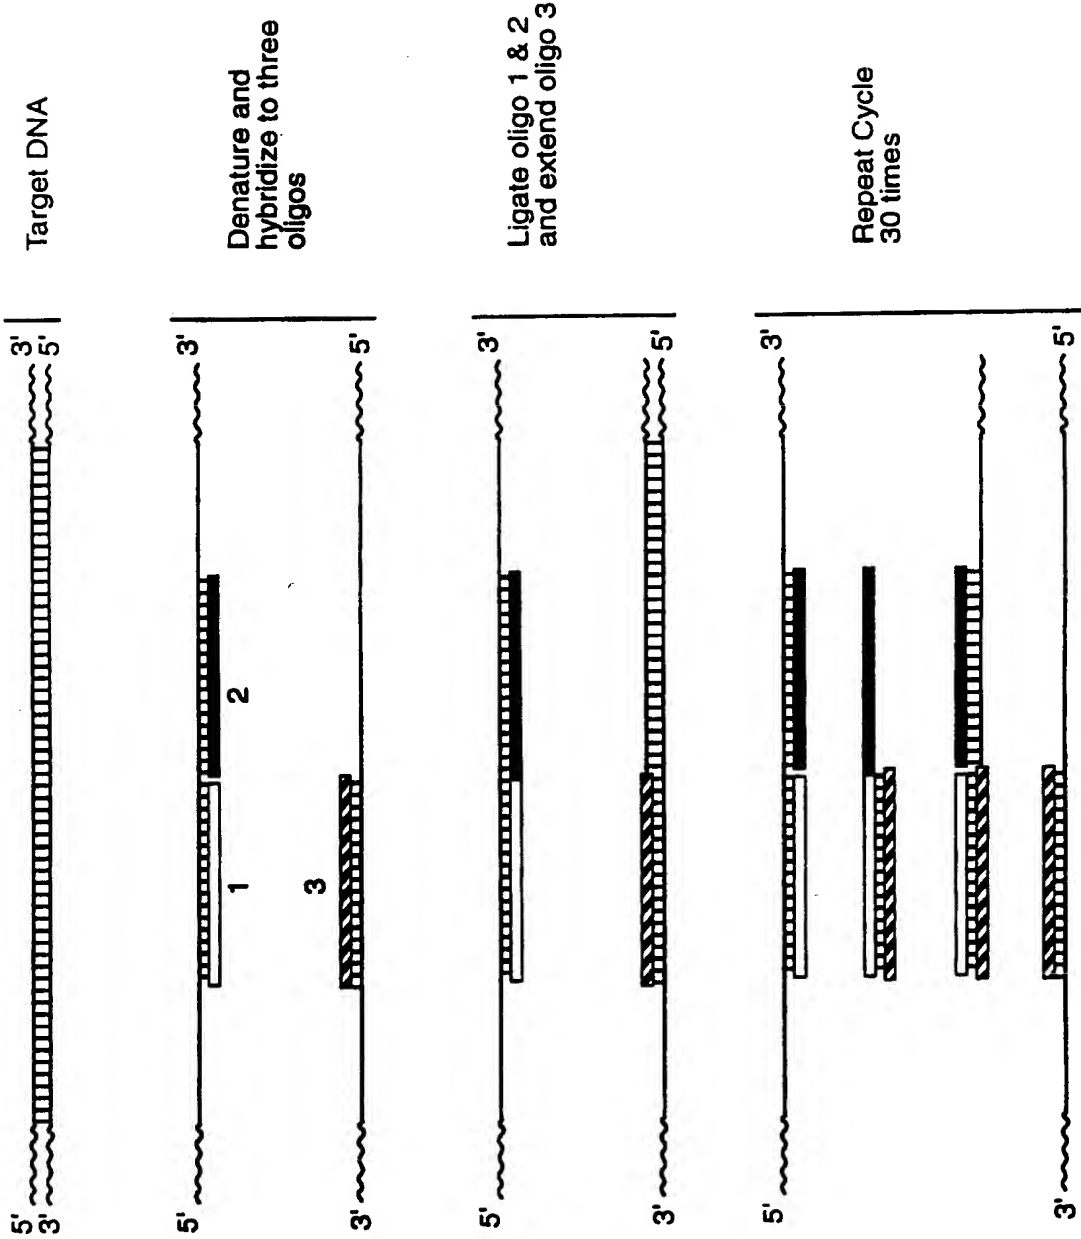 5' 3'
3' 5'
Target DNA
5' 3'
1 2
3
3' 5'
Denature and
hybridize to three
oligos
5' 3'
3' 5'
Ligate oligo 1 & 2
and extend oligo 3
5' 3'
3' 5'
Repeat Cycle
30 times